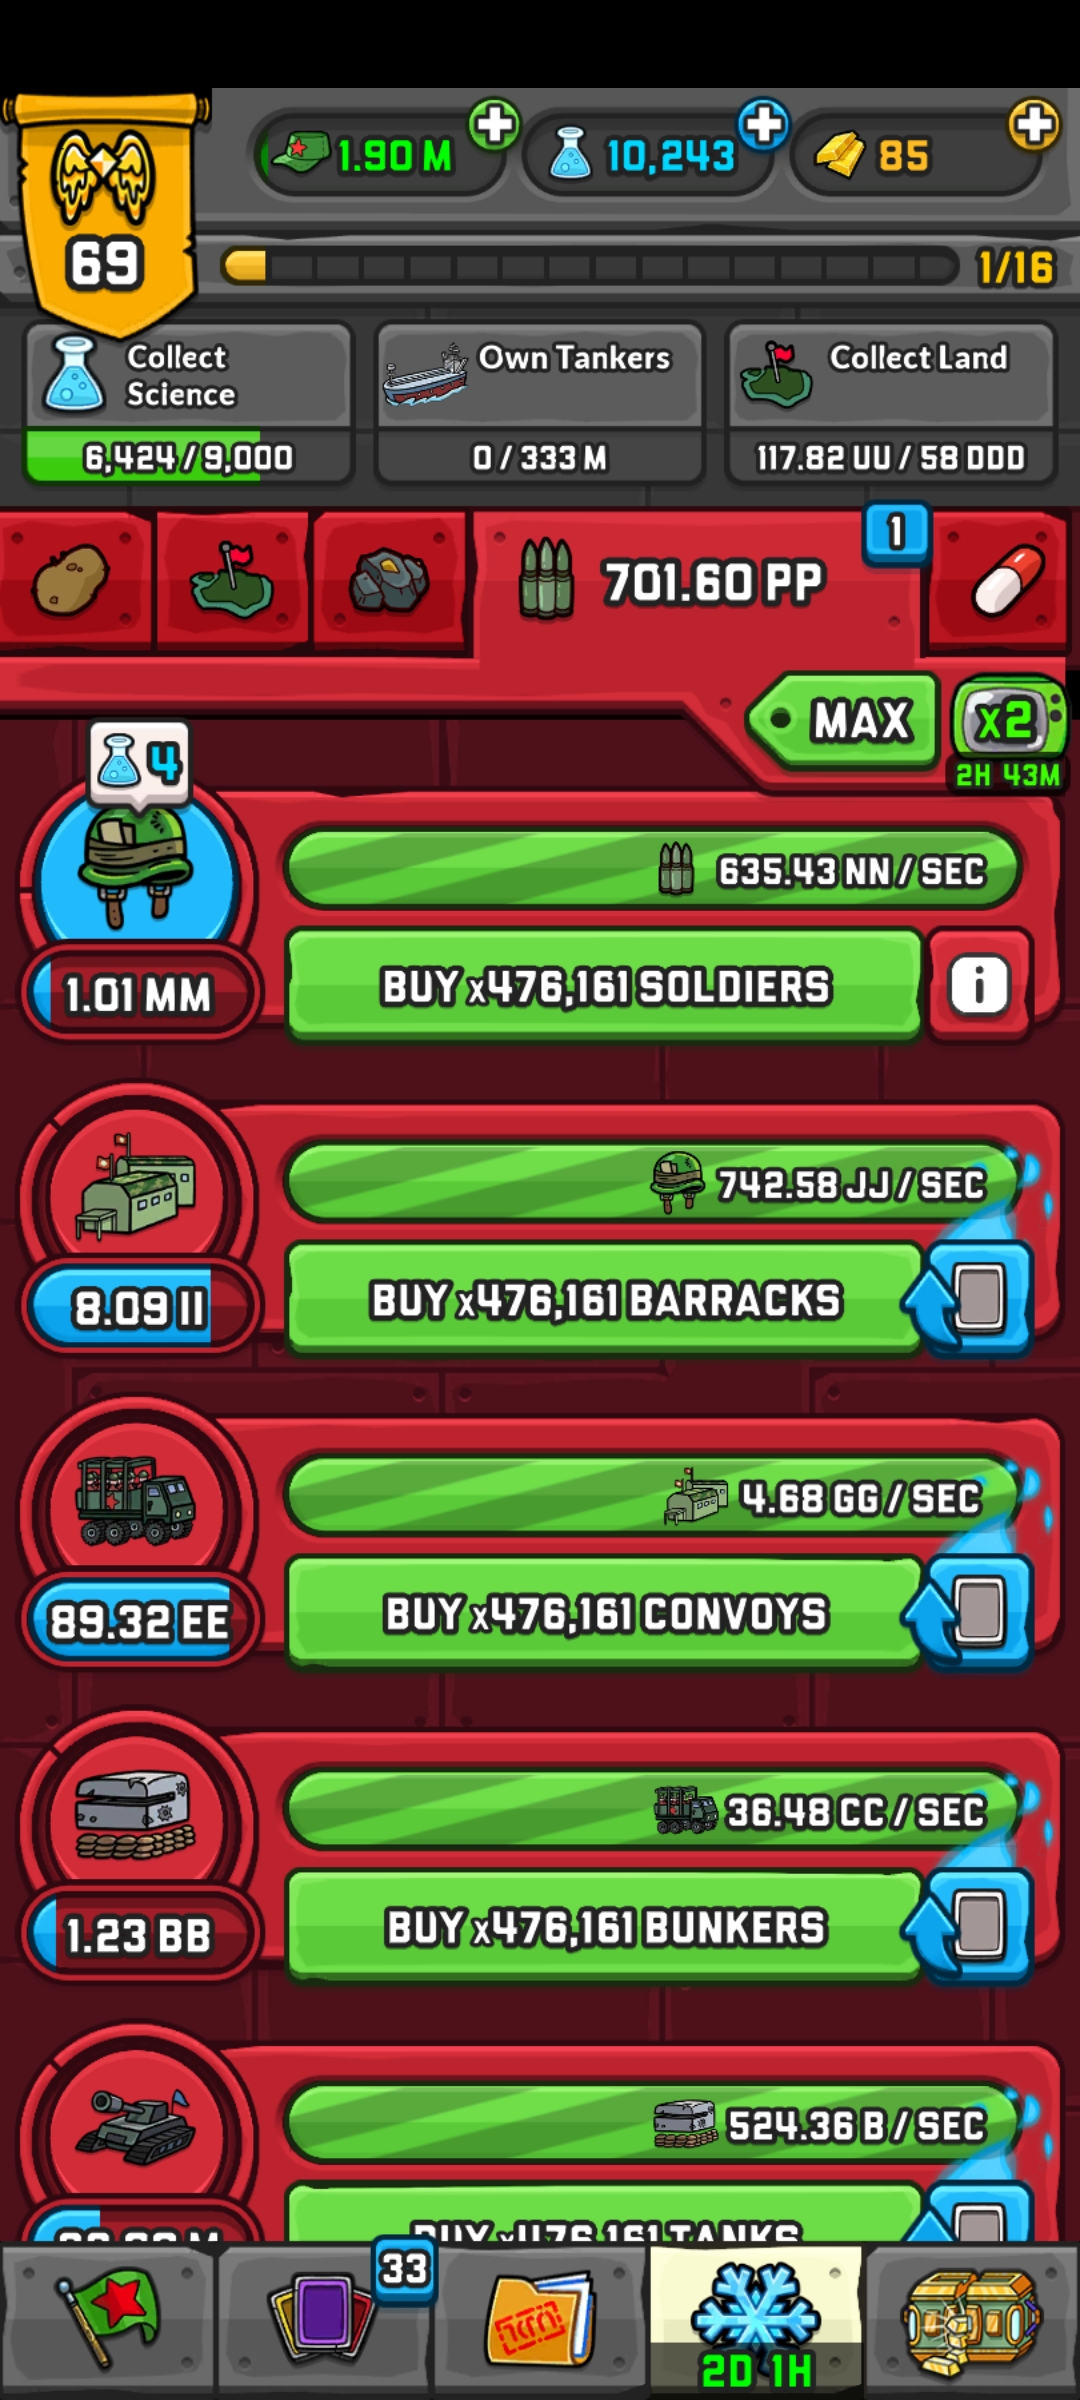 1.90 M
10,243
85
69
1/16
Collect
Science
6,424/9,000
Own Tankers
0/333 M
Collect Land
117.82 UU/58 DDD
701.60 PP
1
MAX
x2
2H 43M
4
635.43 NN/SEC
1.01 MM
BUY x476,161 SOLDIERS
i
742.58 JJ/SEC
8.09 II
BUY x476,161 BARRACKS
4.68 GG/SEC
89.32 EE
BUY x476,161 CONVOYS
36.48 CC/SEC
1.23 BB
BUY x476,161 BUNKERS
524.36 B/SEC
BUY x476,161 TANKS
33
2D 1H